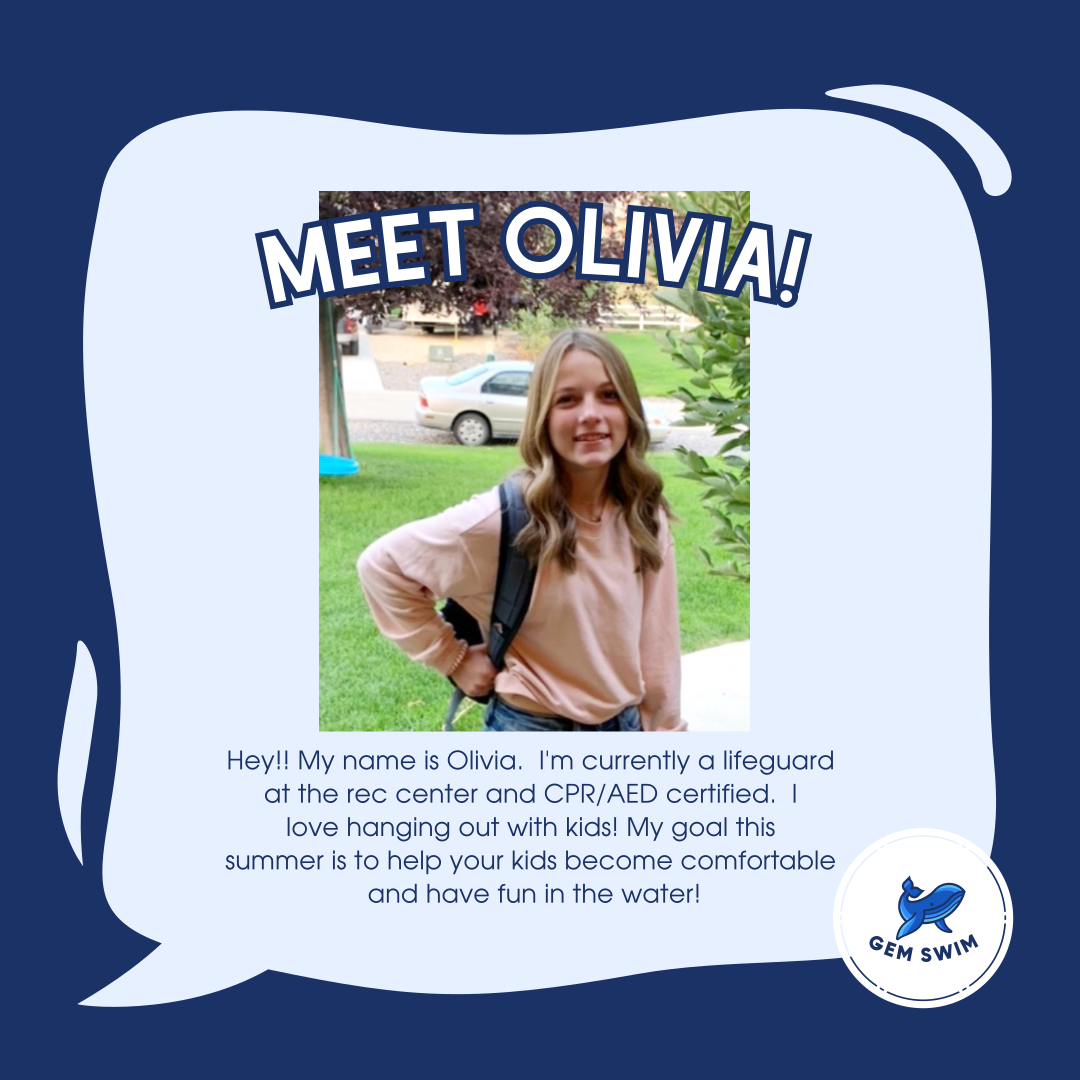 MEET OLIVIA!
Hey!! My name is Olivia.  I'm currently a lifeguard
at the rec center and CPR/AED certified.  I
love hanging out with kids! My goal this
summer is to help your kids become comfortable
and have fun in the water!
GEM SWIM